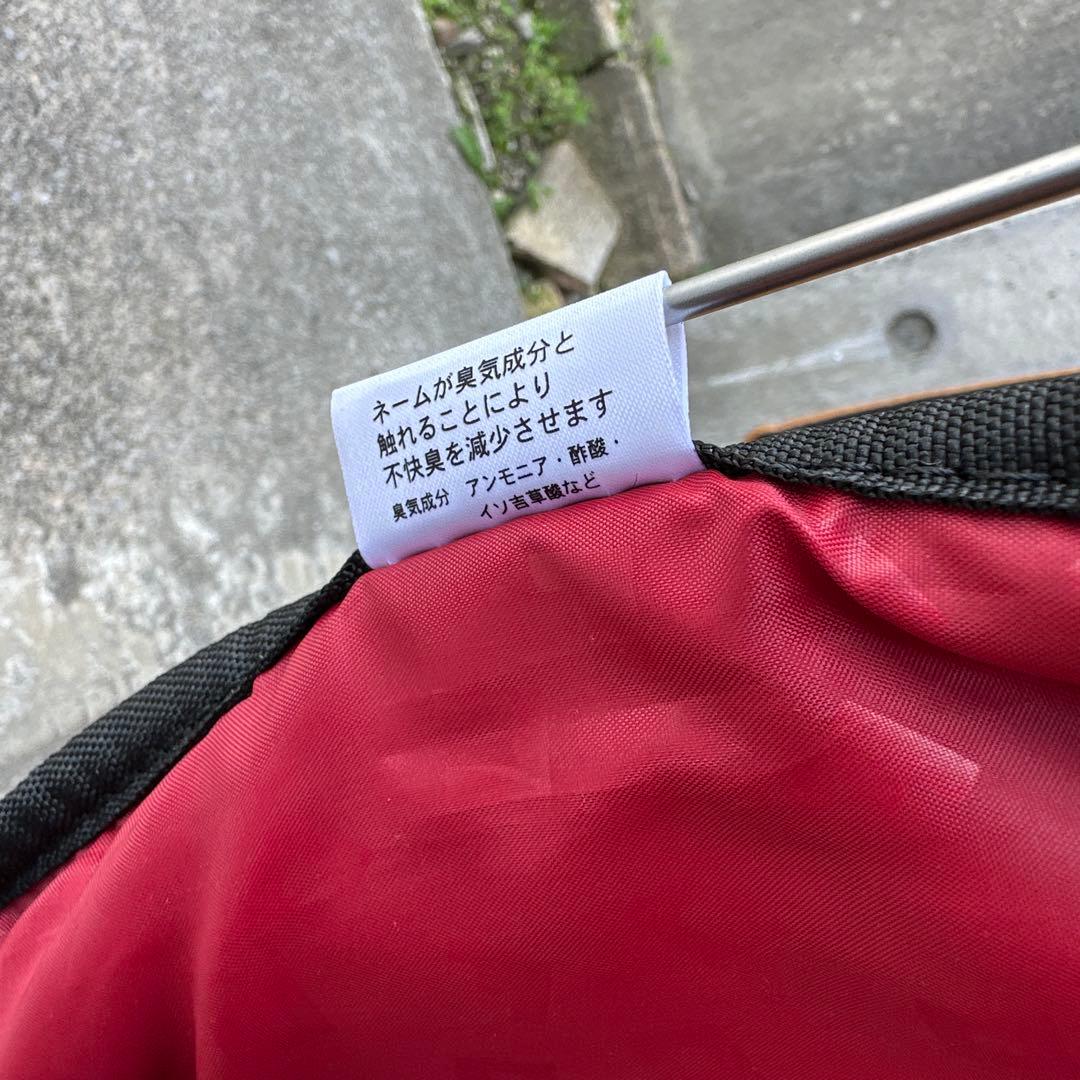 ネームが臭気成分と
触れることにより
不快臭を減少させます
臭気成分　アンモニア・酢酸・
イソ吉草酸など